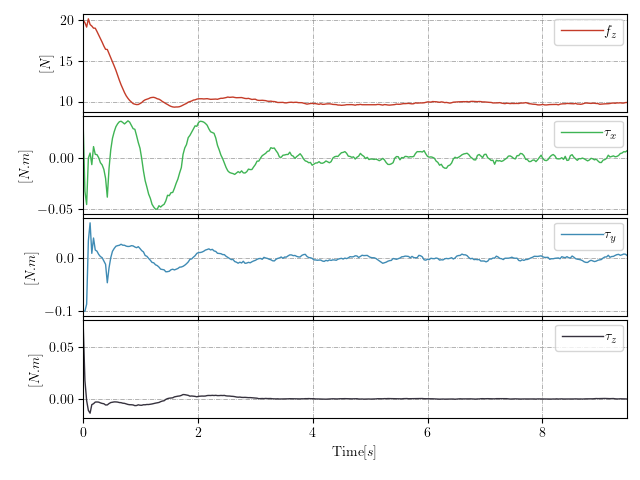 20
15
10
[N]
f_z
0.00
−0.05
[N.m]
τ_x
0.0
−0.1
[N.m]
τ_y
0.05
0.00
[N.m]
τ_z
0 2 4 6 8
Time[s]